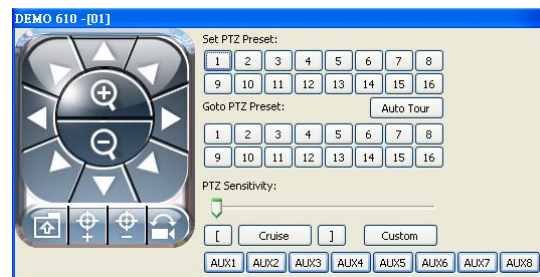 DEMO 610 -[01]
Set PTZ Preset:
1 2 3 4 5 6 7 8
9 10 11 12 13 14 15 16
Goto PTZ Preset:
Auto Tour
1 2 3 4 5 6 7 8
9 10 11 12 13 14 15 16
PTZ Sensitivity:
[ Cruise ] Custom
AUX1 AUX2 AUX3 AUX4 AUX5 AUX6 AUX7 AUX8